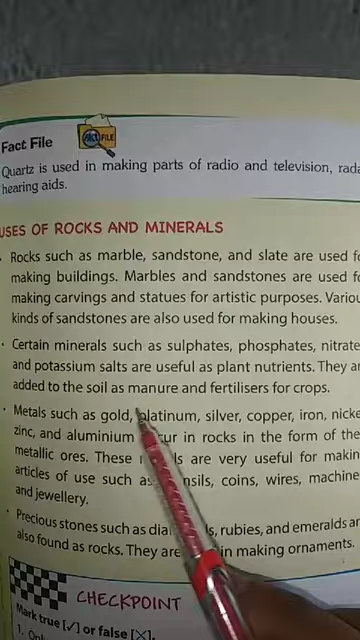 Fact File
FACT FILE
Quartz is used in making parts of radio and television, rada
hearing aids.
USES OF ROCKS AND MINERALS
Rocks such as marble, sandstone, and slate are used fo
making buildings. Marbles and sandstones are used fo
making carvings and statues for artistic purposes. Variou
kinds of sandstones are also used for making houses.
• Certain minerals such as sulphates, phosphates, nitrate
and potassium salts are useful as plant nutrients. They ar
added to the soil as manure and fertilisers for crops.
• Metals such as gold, platinum, silver, copper, iron, nicke
zinc, and aluminium in rocks in the form of the
metallic ores. These are very useful for makin
articles of use such as coins, wires, machine
and jewellery.
• Precious stones such as rubies, and emeralds ar
also found as rocks. They are in making ornaments.
CHECKPOINT
Mark true [✓] or false [✗].
1.